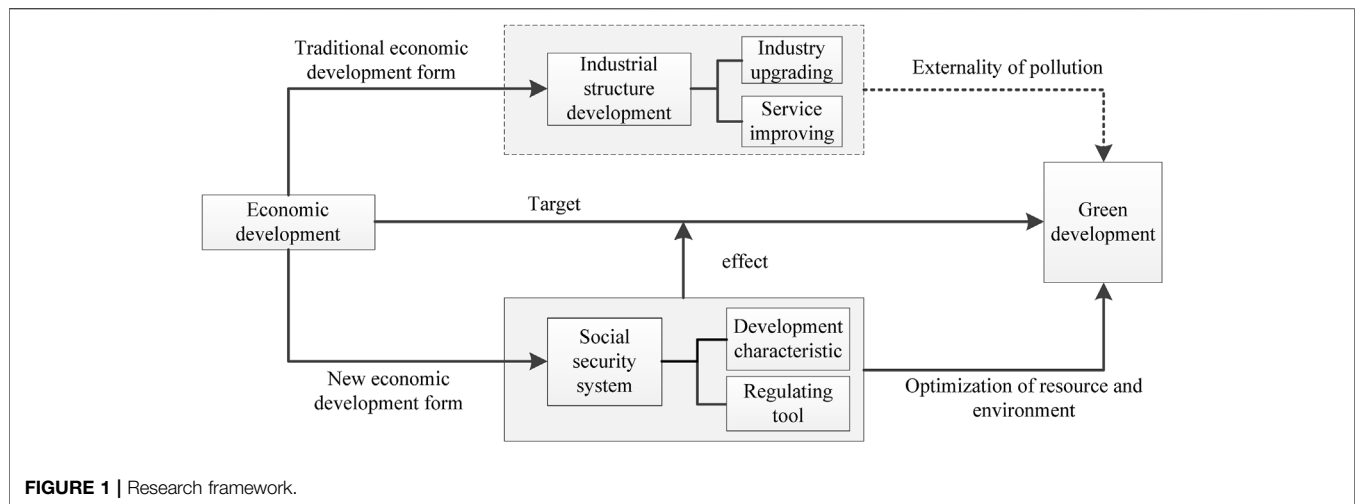 Traditional economic
development form
Industrial
structure
development
Industry
upgrading
Service
improving
Externality of pollution
Economic
development
Target
Green
development
effect
New economic
development form
Social
security
system
Development
characteristic
Regulating
tool
Optimization of resource and
environment
FIGURE 1 | Research framework.